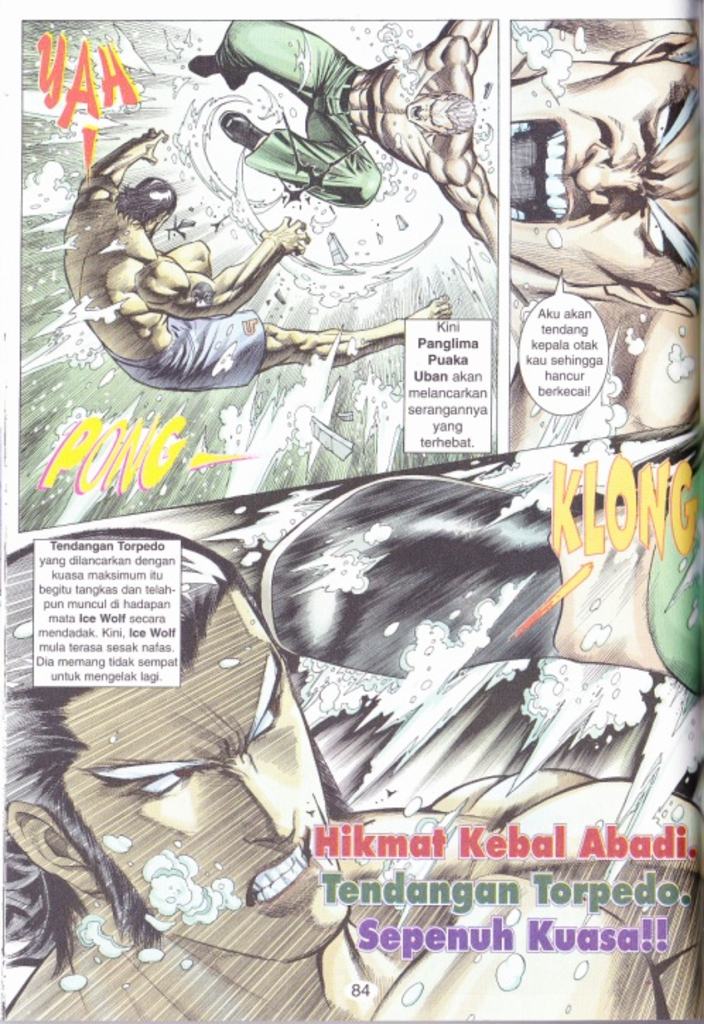 YAH
Kini
Panglima
Puaka
Uban akan
melancarkan
serangannya
yang
terhebat.
Aku akan
tendang
kepala otak
kau sehingga
hancur
berkecai!
PONG
KLONG
Tendangan Torpedo
yang dilancarkan dengan
kuasa maksimum itu
begitu tangkas dan telah-
pun muncul di hadapan
mata Ice Wolf secara
mendadak. Kini, Ice Wolf
mula terasa sesak nafas.
Dia memang tidak sempat
untuk mengelak lagi.
Hikmat Kebal Abadi.
Tendangan Torpedo.
Sepenuh Kuasa!!
84